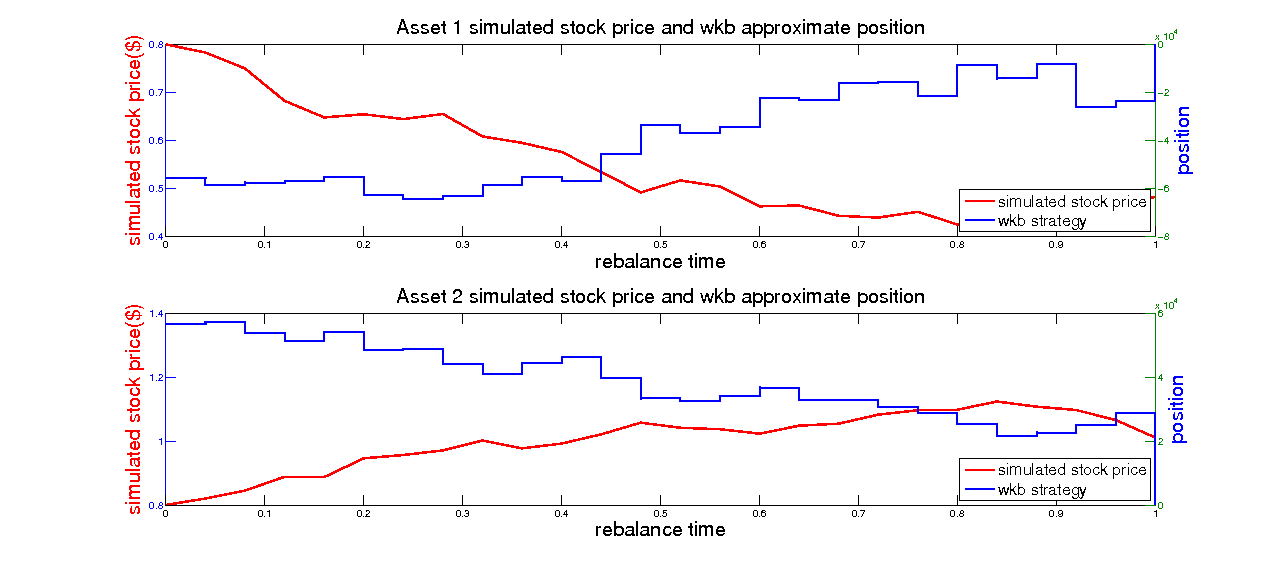 Asset 1 simulated stock price and wkb approximate position
x 10^4
simulated stock price($)
0.8
0.7
0.6
0.5
0.4
0
-2
-4
-6
-8
position
simulated stock price
wkb strategy
0 0.1 0.2 0.3 0.4 0.5 0.6 0.7 0.8 0.9 1
rebalance time
Asset 2 simulated stock price and wkb approximate position
x 10^4
simulated stock price($)
1.4
1.2
1
0.8
6
4
2
0
position
simulated stock price
wkb strategy
0 0.1 0.2 0.3 0.4 0.5 0.6 0.7 0.8 0.9 1
rebalance time